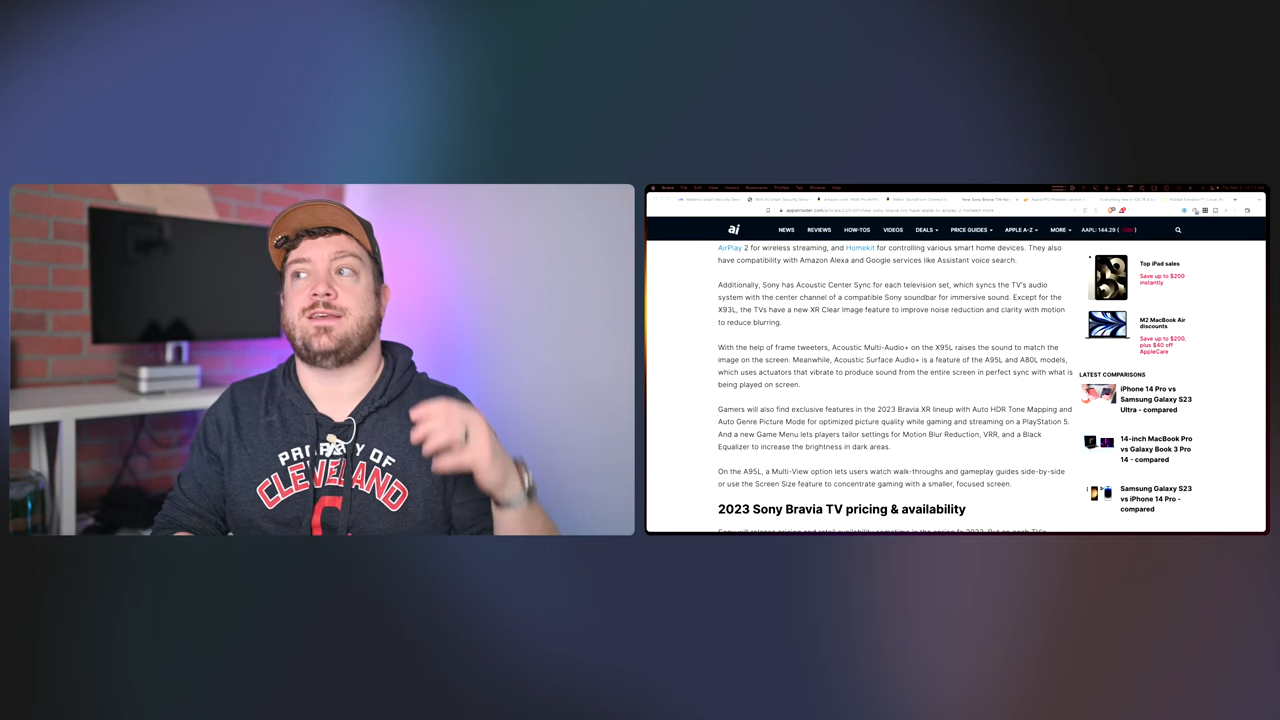 PROPERTY OF
CLEVELAND
C
ai
NEWS
REVIEWS
HOW-TOS
VIDEOS
DEALS
PRICE GUIDES
APPLE A-Z
MORE
AAPL: 144.29 (
AirPlay 2 for wireless streaming, and Homekit for controlling various smart home devices. They also
have compatibility with Amazon Alexa and Google services like Assistant voice search.
Additionally, Sony has Acoustic Center Sync for each television set, which syncs the TV's audio
system with the center channel of a compatible Sony soundbar for immersive sound. Except for the
X93L, the TVs have a new XR Clear Image feature to improve noise reduction and clarity with motion
to reduce blurring.
With the help of frame tweeters, Acoustic Multi-Audio+ on the X95L raises the sound to match the
image on the screen. Meanwhile, Acoustic Surface Audio+ is a feature of the A95L and A80L models,
which uses actuators that vibrate to produce sound from the entire screen in perfect sync with what is
being played on screen.
Gamers will also find exclusive features in the 2023 Bravia XR lineup with Auto HDR Tone Mapping and
Auto Genre Picture Mode for optimized picture quality while gaming and streaming on a PlayStation 5.
And a new Game Menu lets players tailor settings for Motion Blur Reduction, VRR, and a Black
Equalizer to increase the brightness in dark areas.
On the A95L, a Multi-View option lets users watch walk-throughs and gameplay guides side-by-side
or use the Screen Size feature to concentrate gaming with a smaller, focused screen.
2023 Sony Bravia TV pricing & availability
Top iPad sales
Save up to $200
instantly
M2 MacBook Air
discounts
Save up to $200,
plus $40 off
AppleCare
LATEST COMPARISONS
iPhone 14 Pro vs
Samsung Galaxy S23
Ultra - compared
14-inch MacBook Pro
vs Galaxy Book 3 Pro
14 - compared
Samsung Galaxy S23
vs iPhone 14 Pro -
compared